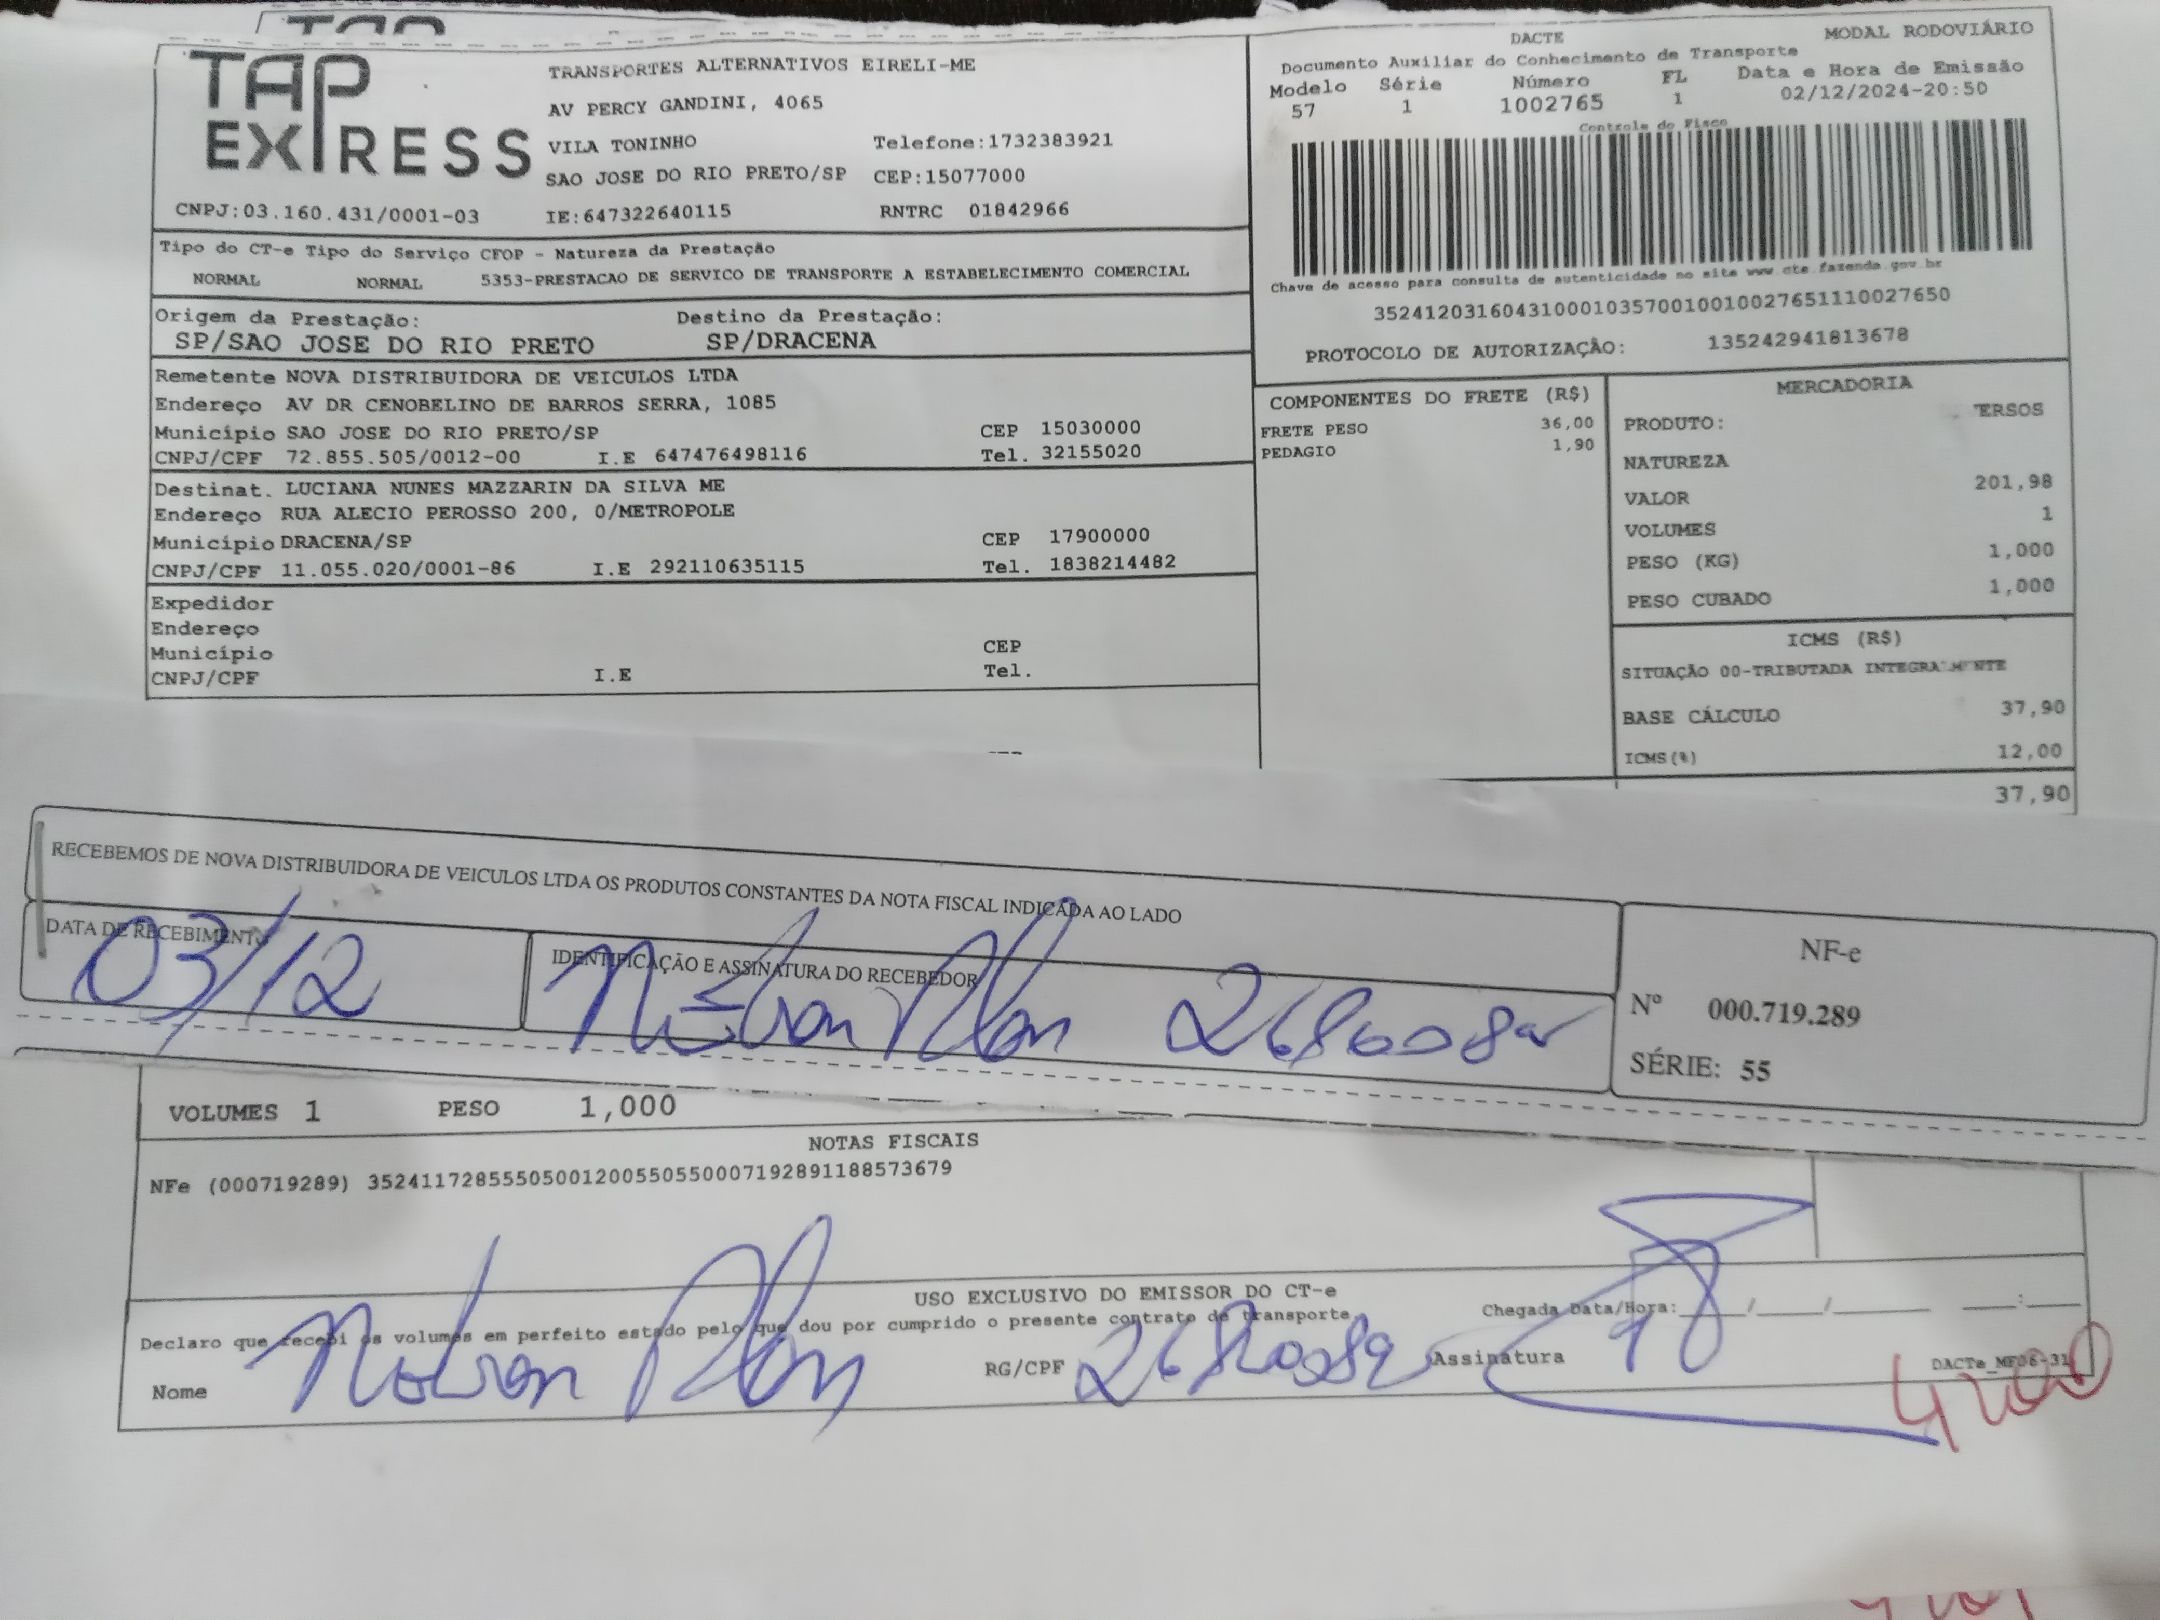 TAP
EXPRESS
TRANSPORTES ALTERNATIVOS EIRELI-ME
AV PERCY GANDINI, 4065
VILA TONINHO Telefone:1732383921
SAO JOSE DO RIO PRETO/SP CEP:15077000
CNPJ:03.160.431/0001-03 IE:647322640115 RNTRC 01842966
DACTE MODAL RODOVIÁRIO
Documento Auxiliar do Conhecimento de Transporte
Modelo Série Número FL Data e Hora de Emissão
57 1 1002765 1 02/12/2024-20:50
Controle do Fisco
Chave de acesso para consulta de autenticidade no site www.cte.fazenda.gov.br
35241203160431000103570010010027651110027650
PROTOCOLO DE AUTORIZAÇÃO: 135242941813678
Tipo do CT-e Tipo do Serviço CFOP - Natureza da Prestação
NORMAL NORMAL 5353-PRESTACAO DE SERVICO DE TRANSPORTE A ESTABELECIMENTO COMERCIAL
Origem da Prestação: Destino da Prestação:
SP/SAO JOSE DO RIO PRETO SP/DRACENA
Remetente NOVA DISTRIBUIDORA DE VEICULOS LTDA
Endereço AV DR CENOBELINO DE BARROS SERRA, 1085
Município SAO JOSE DO RIO PRETO/SP CEP 15030000
CNPJ/CPF 72.855.505/0012-00 I.E 647476498116 Tel. 32155020
Destinat. LUCIANA NUNES MAZZARIN DA SILVA ME
Endereço RUA ALECIO PEROSSO 200, 0/METROPOLE
Município DRACENA/SP CEP 17900000
CNPJ/CPF 11.055.020/0001-86 I.E 292110635115 Tel. 1838214482
Expedidor
Endereço
Município CEP
CNPJ/CPF I.E Tel.
COMPONENTES DO FRETE (R$)
FRETE PESO 36,00
PEDAGIO 1,90
MERCADORIA
PRODUTO: ERSOS
NATUREZA
VALOR 201,98
VOLUMES 1
PESO (KG) 1,000
PESO CUBADO 1,000
ICMS (R$)
SITUAÇÃO 00-TRIBUTADA INTEGRALMENTE
BASE CÁLCULO 37,90
ICMS(%) 12,00
37,90
RECEBEMOS DE NOVA DISTRIBUIDORA DE VEICULOS LTDA OS PRODUTOS CONSTANTES DA NOTA FISCAL INDICADA AO LADO
DATA DE RECEBIMENTO IDENTIFICAÇÃO E ASSINATURA DO RECEBEDOR
03/12
NF-e
Nº 000.719.289
SÉRIE: 55
VOLUMES 1 PESO 1,000
NOTAS FISCAIS
NFe (000719289) 35241172855505001200550550007192891188573679
USO EXCLUSIVO DO EMISSOR DO CT-e
Declaro que recebi os volumes em perfeito estado pelo que dou por cumprido o presente contrato de transporte. Chegada Data/Hora:____/____/______ ____:____
Nome RG/CPF Assinatura